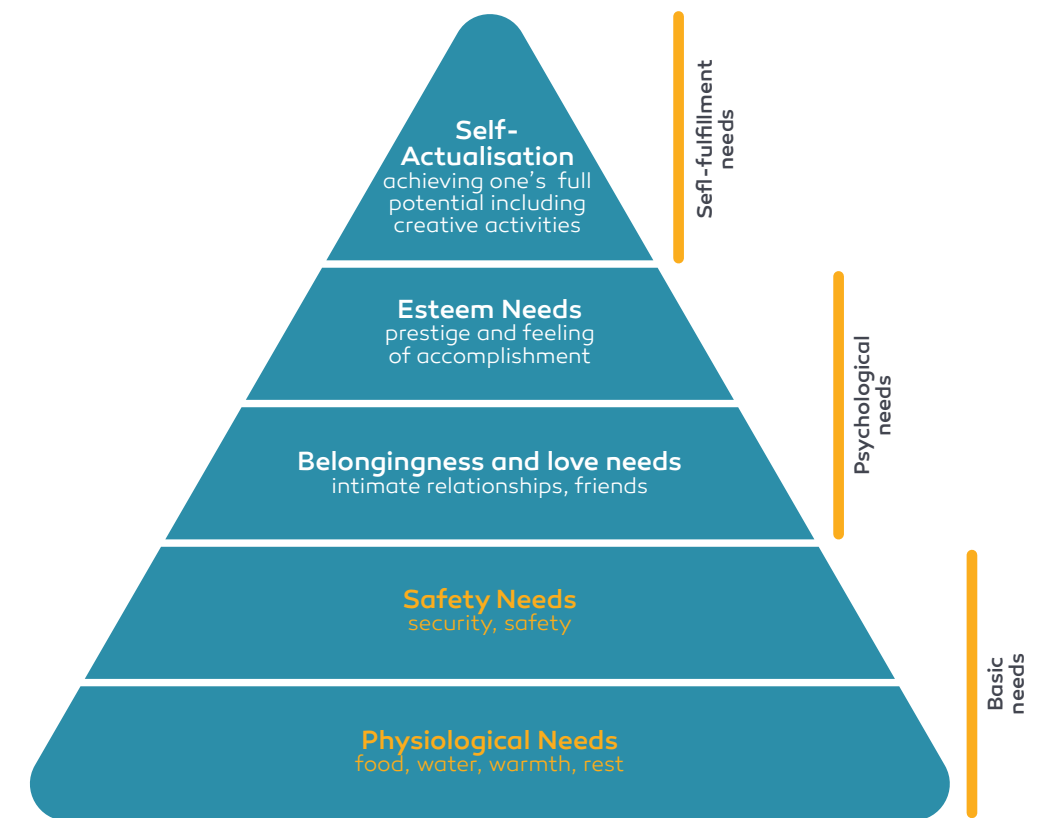 Self-
Actualisation
achieving one's full
potential including
creative activities
Sefl-fulfillment
needs
Esteem Needs
prestige and feeling
of accomplishment
Psychological
needs
Belongingness and love needs
intimate relationships, friends
Safety Needs
security, safety
Basic
needs
Physiological Needs
food, water, warmth, rest